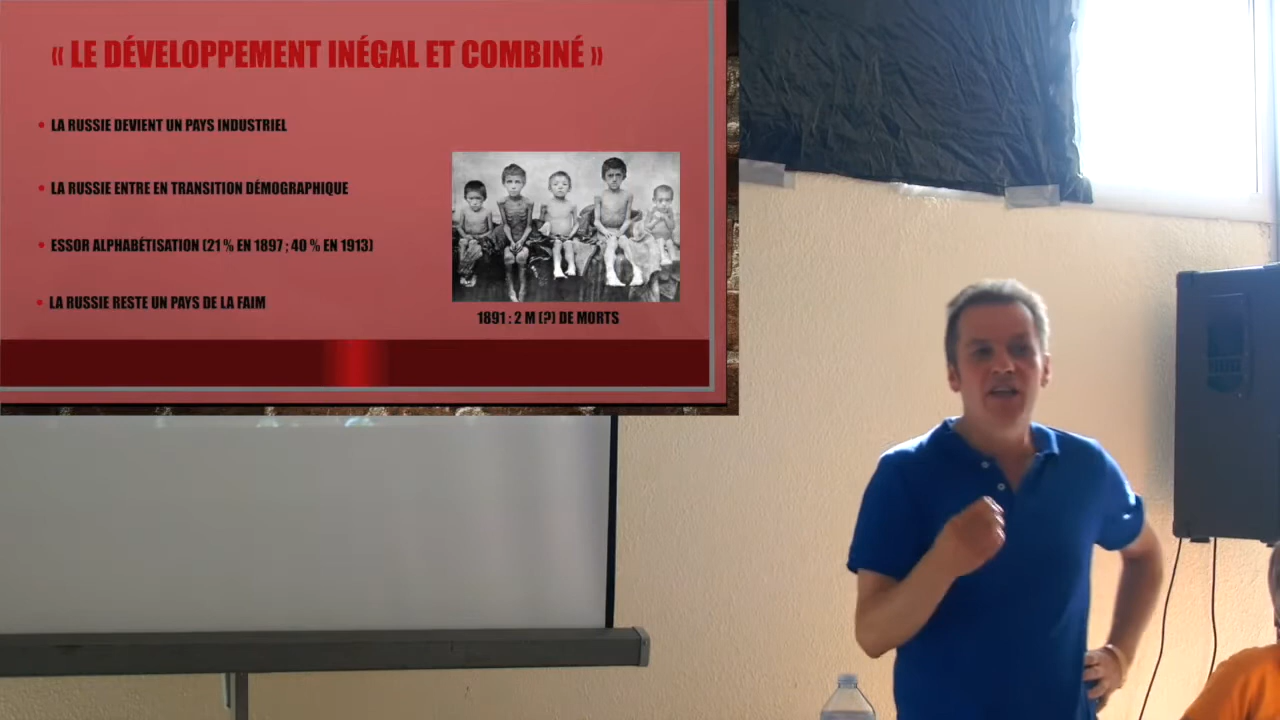 « LE DÉVELOPPEMENT INÉGAL ET COMBINÉ »
• LA RUSSIE DEVIENT UN PAYS INDUSTRIEL
• LA RUSSIE ENTRE EN TRANSITION DÉMOGRAPHIQUE
• ESSOR ALPHABÉTISATION (21 % EN 1897 ; 40 % EN 1913)
• LA RUSSIE RESTE UN PAYS DE LA FAIM
1891 : 2 M (?) DE MORTS